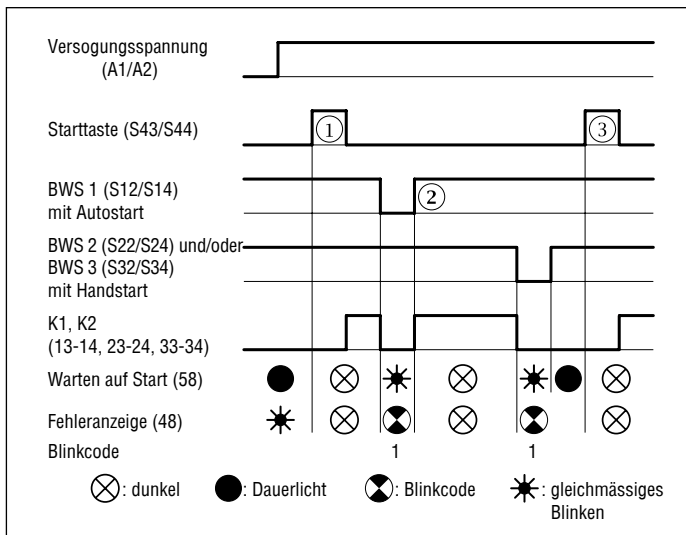 Versogungsspannung
(A1/A2)
Starttaste (S43/S44)
1
3
BWS 1 (S12/S14)
mit Autostart
2
BWS 2 (S22/S24) und/oder
BWS 3 (S32/S34)
mit Handstart
K1, K2
(13-14, 23-24, 33-34)
Warten auf Start (58)
Fehleranzeige (48)
Blinkcode 1 1
: dunkel : Dauerlicht : Blinkcode : gleichmässiges
Blinken